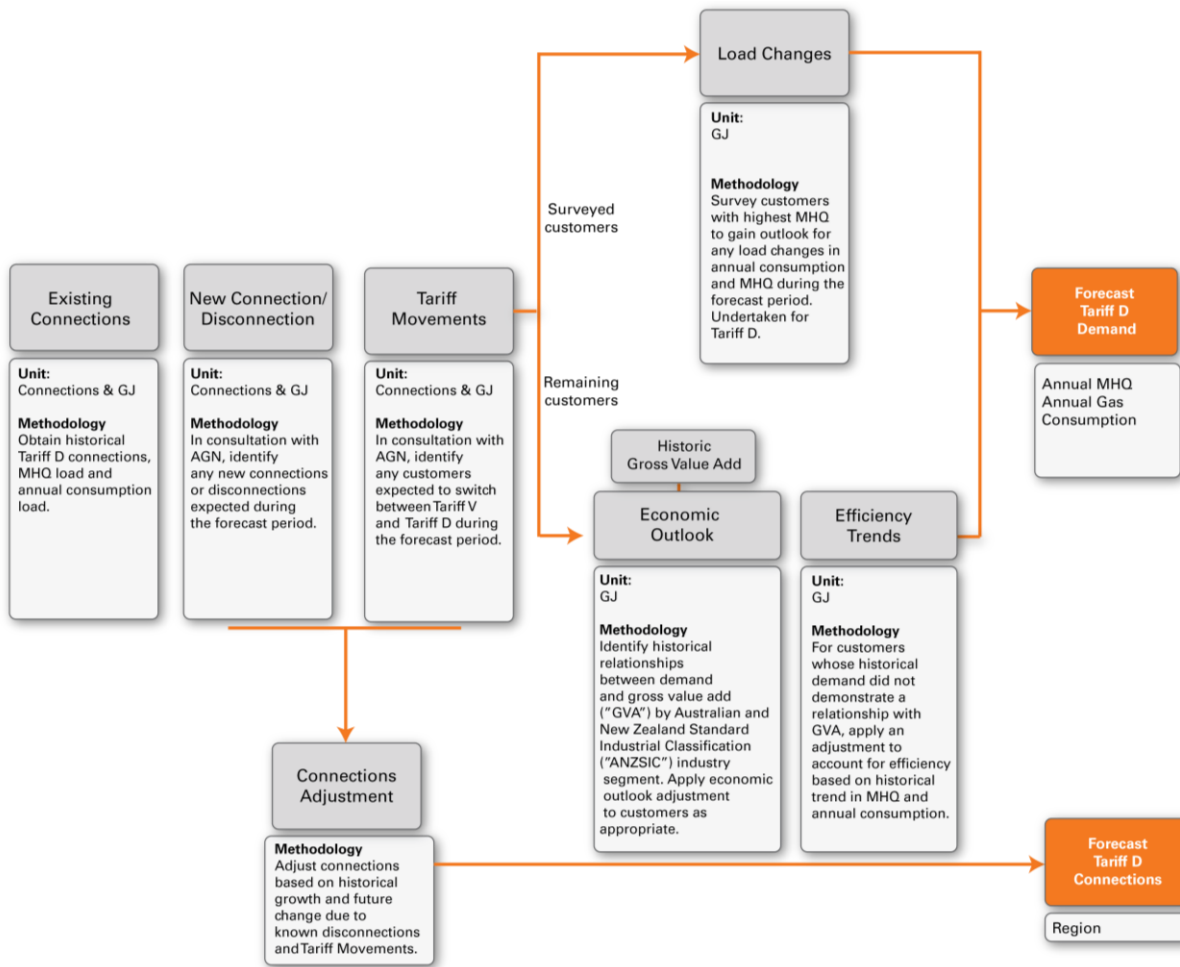 Load Changes
Unit:
GJ
Methodology
Survey customers
with highest MHQ
to gain outlook for
any load changes in
annual consumption
and MHQ during the
forecast period.
Undertaken for
Tariff D.
Surveyed
customers
Remaining
customers
Existing
Connections
Unit:
Connections & GJ
Methodology
Obtain historical
Tariff D connections,
MHQ load and
annual consumption
load.
New Connection/
Disconnection
Unit:
Connections & GJ
Methodology
In consultation with
AGN, identify
any new connections
or disconnections
expected during
the forecast period.
Tariff
Movements
Unit:
Connections & GJ
Methodology
In consultation with
AGN, identify
any customers
expected to switch
between Tariff V
and Tariff D during
the forecast period.
Forecast
Tariff D
Demand
Annual MHQ
Annual Gas
Consumption
Historic
Gross Value Add
Economic
Outlook
Unit:
GJ
Methodology
Identify historical
relationships
between demand
and gross value add
("GVA") by Australian and
New Zealand Standard
Industrial Classification
("ANZSIC") industry
segment. Apply economic
outlook adjustment
to customers as
appropriate.
Efficiency
Trends
Unit:
GJ
Methodology
For customers
whose historical
demand did not
demonstrate a
relationship with
GVA, apply an
adjustment to
account for efficiency
based on historical
trend in MHQ and
annual consumption.
Connections
Adjustment
Methodology
Adjust connections
based on historical
growth and future
change due to
known disconnections
and Tariff Movements.
Forecast
Tariff D
Connections
Region